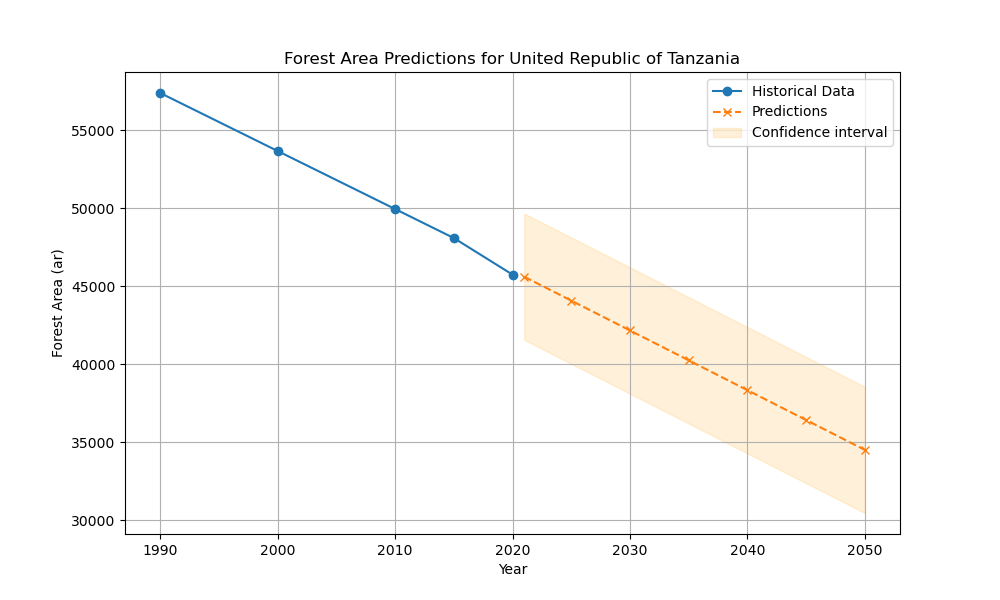 Forest Area Predictions for United Republic of Tanzania
Historical Data
Predictions
Confidence interval
Forest Area (ar)
55000
50000
45000
40000
35000
30000
1990 2000 2010 2020 2030 2040 2050
Year